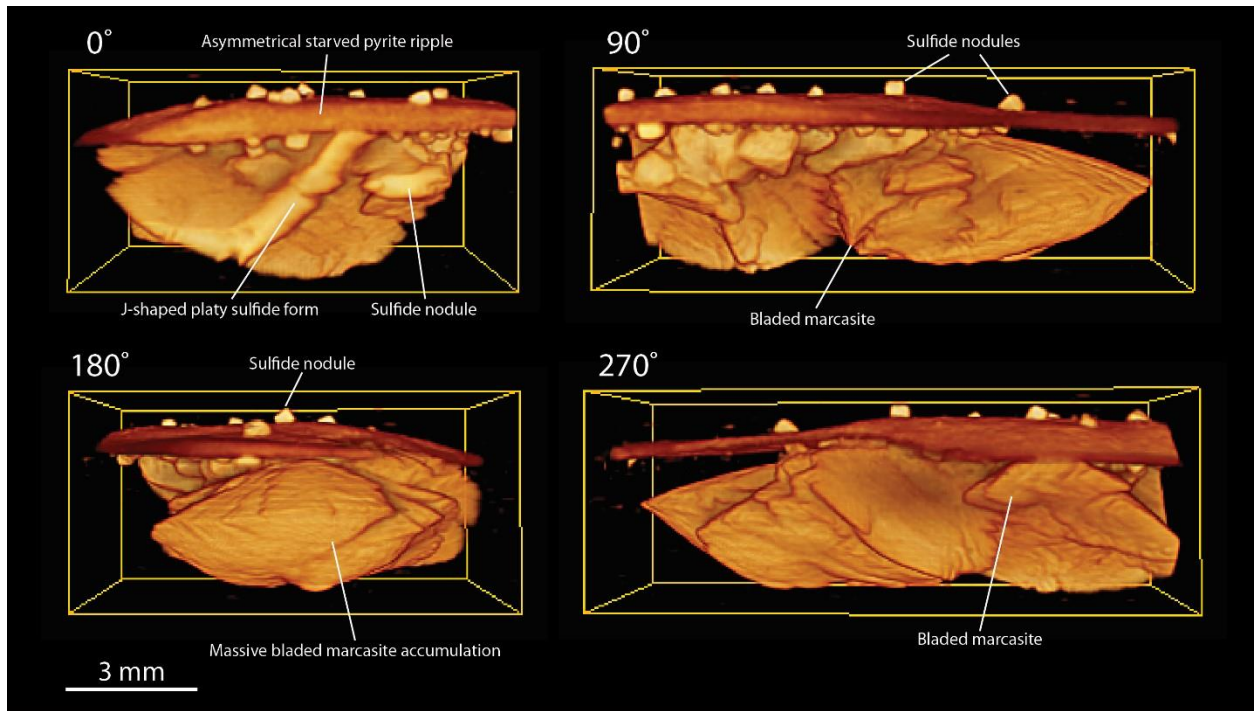 0°
Asymmetrical starved pyrite ripple
J-shaped platy sulfide form
Sulfide nodule
90°
Sulfide nodules
Bladed marcasite
180°
Sulfide nodule
Massive bladed marcasite accumulation
270°
Bladed marcasite
3 mm